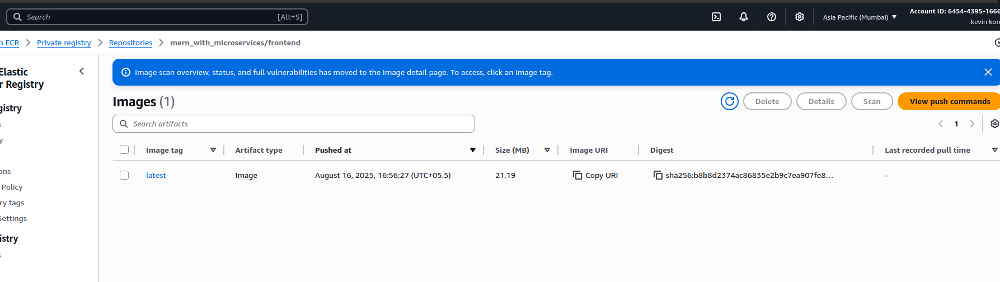 Search [Alt+S] Asia Pacific (Mumbai) Account ID: 6454-4395-1666
kevin kor
n ECR Private registry Repositories mern_with_microservices/frontend
Elastic
r Registry
gistry
s
y
ons
Policy
ry tags
Settings
istry
s
Image scan overview, status, and full vulnerabilities has moved to the Image detail page. To access, click an image tag.
Images (1) Delete Details Scan View push commands
Search artifacts 1
Image tag Artifact type Pushed at Size (MB) Image URI Digest Last recorded pull time
latest Image August 16, 2025, 16:56:27 (UTC+05.5) 21.19 Copy URI sha256:b8b8d2374ac86835e2b9c7ea907fe8... -